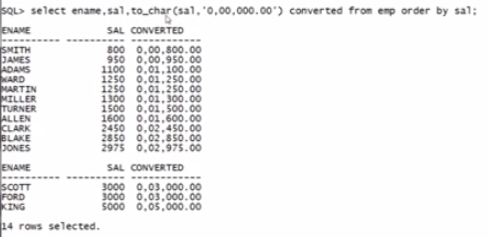 SQL> select ename,sal,to_char(sal,'0,00,000.00') converted from emp order by sal;
ENAME SAL CONVERTED
---------- ---------- ------------
SMITH 800 0,00,800.00
JAMES 950 0,00,950.00
ADAMS 1100 0,01,100.00
WARD 1250 0,01,250.00
MARTIN 1250 0,01,250.00
MILLER 1300 0,01,300.00
TURNER 1500 0,01,500.00
ALLEN 1600 0,01,600.00
CLARK 2450 0,02,450.00
BLAKE 2850 0,02,850.00
JONES 2975 0,02,975.00
ENAME SAL CONVERTED
---------- ---------- ------------
SCOTT 3000 0,03,000.00
FORD 3000 0,03,000.00
KING 5000 0,05,000.00
14 rows selected.